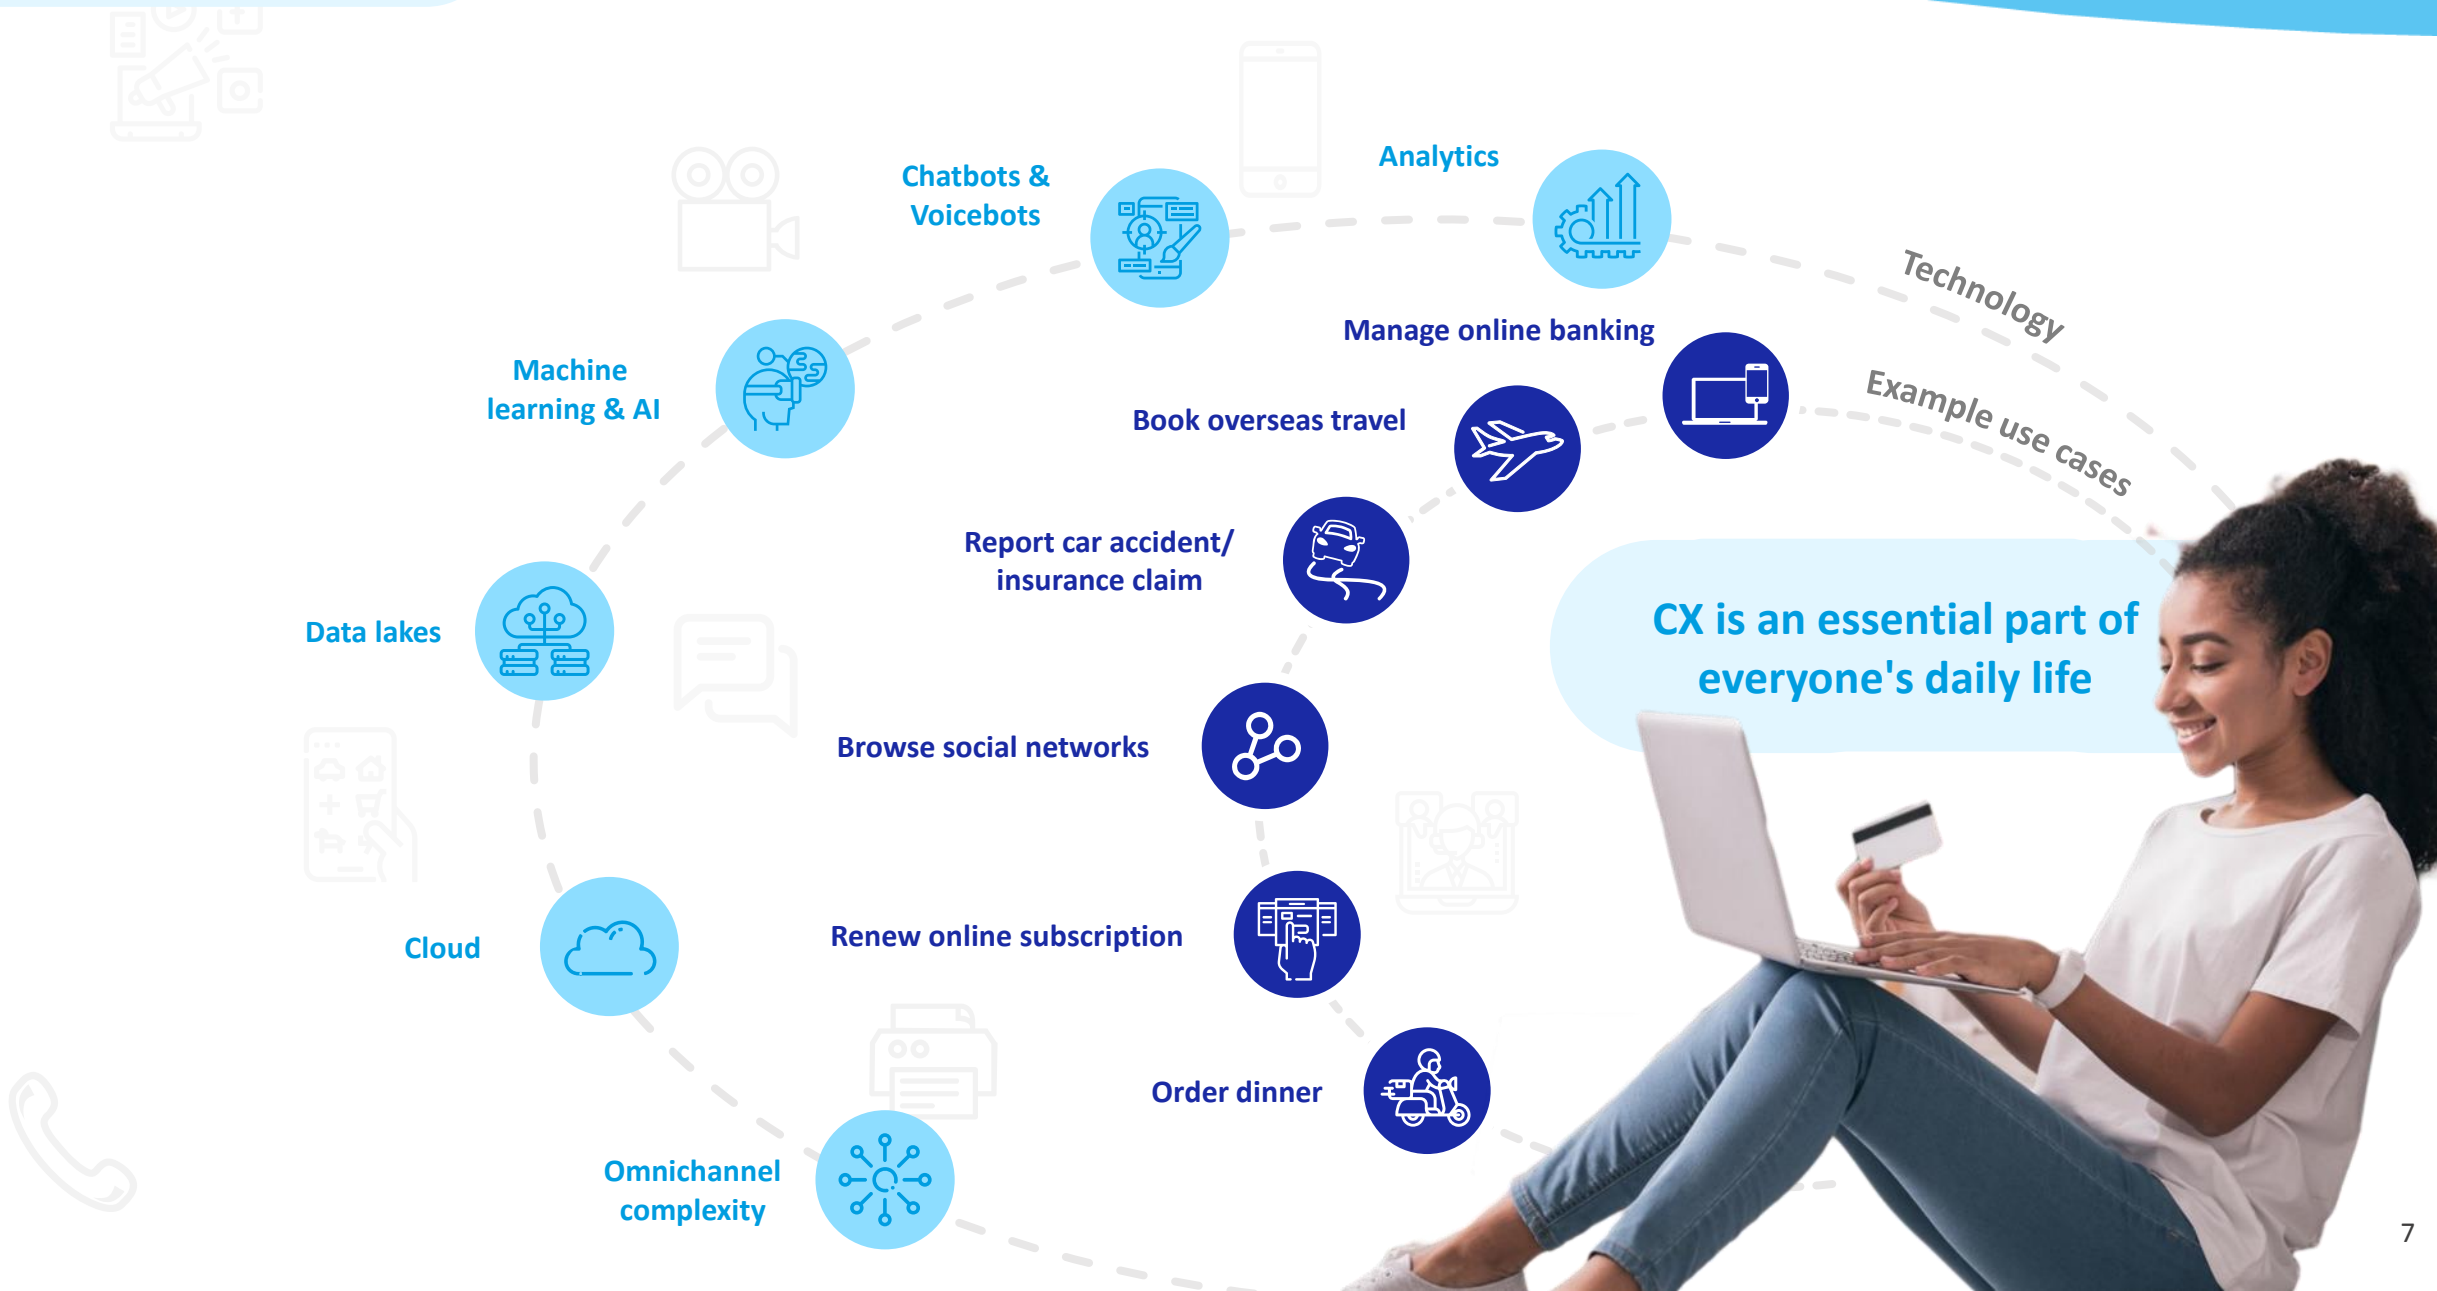 Analytics
Chatbots &
Voicebots
Technology
Manage online banking
Machine
learning & AI
Example use cases
Book overseas travel
Report car accident/
insurance claim
Data lakes
CX is an essential part of
everyone's daily life
Browse social networks
Renew online subscription
Cloud
Order dinner
Omnichannel
complexity
7